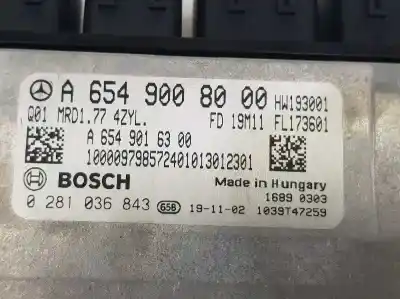 A 654 900 80 00 HW193001
Q01 MRD1.77 4ZYL. FD 19M11 FL173601
A 654 901 63 00
10000979857240101301230​1
BOSCH Made in Hungary
1689 0303
0 281 036 843 65B 19-11-02 1039T47259